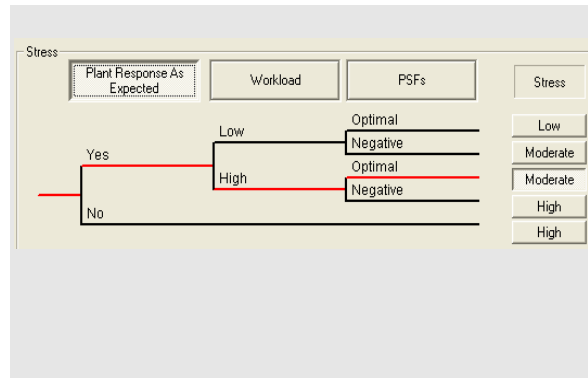 Stress
Plant Response As
Expected
Workload
PSFs
Stress
Optimal
Low
Low
Negative
Yes
Moderate
Optimal
High
Moderate
Negative
No
High
High